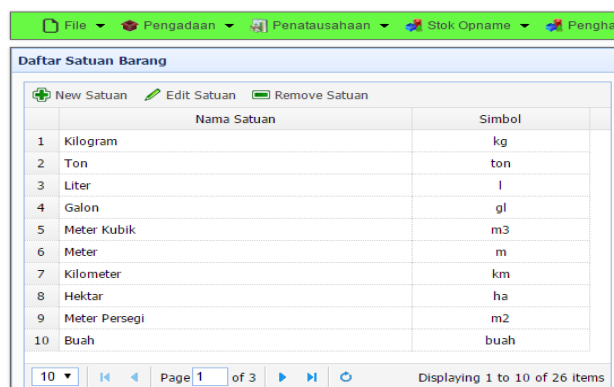 File Pengadaan Penatausahaan Stok Opname Pengha
Daftar Satuan Barang
New Satuan Edit Satuan Remove Satuan
Nama Satuan Simbol
1 Kilogram kg
2 Ton ton
3 Liter l
4 Galon gl
5 Meter Kubik m3
6 Meter m
7 Kilometer km
8 Hektar ha
9 Meter Persegi m2
10 Buah buah
10 Page 1 of 3 Displaying 1 to 10 of 26 items